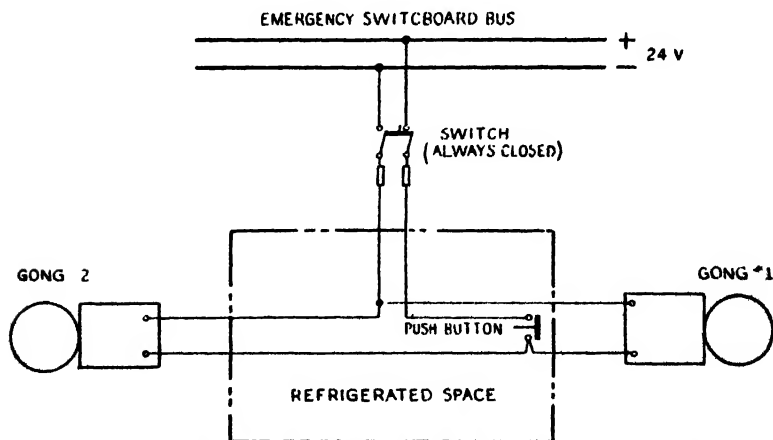 EMERGENCY SWITCBOARD BUS
+
24 V
−
SWITCH
(ALWAYS CLOSED)
GONG 2
GONG #1
PUSH BUTTON
REFRIGERATED SPACE